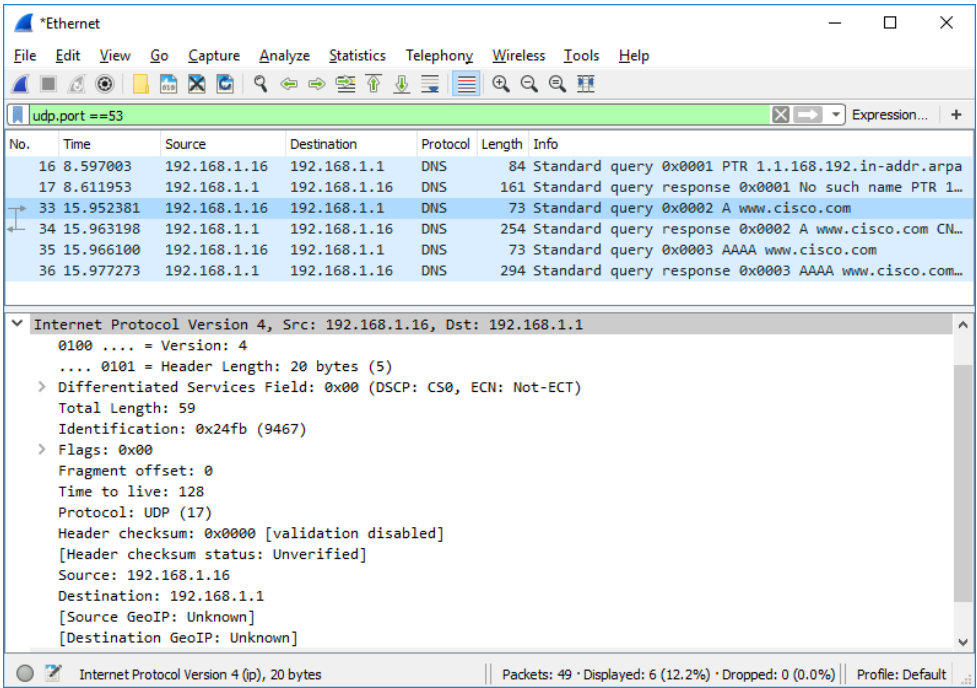 *Ethernet
File Edit View Go Capture Analyze Statistics Telephony Wireless Tools Help
udp.port ==53 Expression... +
No. Time Source Destination Protocol Length Info
16 8.597003 192.168.1.16 192.168.1.1 DNS 84 Standard query 0x0001 PTR 1.1.168.192.in-addr.arpa
17 8.611953 192.168.1.1 192.168.1.16 DNS 161 Standard query response 0x0001 No such name PTR 1…
33 15.952381 192.168.1.16 192.168.1.1 DNS 73 Standard query 0x0002 A www.cisco.com
34 15.963198 192.168.1.1 192.168.1.16 DNS 254 Standard query response 0x0002 A www.cisco.com CN…
35 15.966100 192.168.1.16 192.168.1.1 DNS 73 Standard query 0x0003 AAAA www.cisco.com
36 15.977273 192.168.1.1 192.168.1.16 DNS 294 Standard query response 0x0003 AAAA www.cisco.com…
Internet Protocol Version 4, Src: 192.168.1.16, Dst: 192.168.1.1
0100 .... = Version: 4
.... 0101 = Header Length: 20 bytes (5)
> Differentiated Services Field: 0x00 (DSCP: CS0, ECN: Not-ECT)
Total Length: 59
Identification: 0x24fb (9467)
> Flags: 0x00
Fragment offset: 0
Time to live: 128
Protocol: UDP (17)
Header checksum: 0x0000 [validation disabled]
[Header checksum status: Unverified]
Source: 192.168.1.16
Destination: 192.168.1.1
[Source GeoIP: Unknown]
[Destination GeoIP: Unknown]
Internet Protocol Version 4 (ip), 20 bytes Packets: 49 · Displayed: 6 (12.2%) · Dropped: 0 (0.0%) Profile: Default